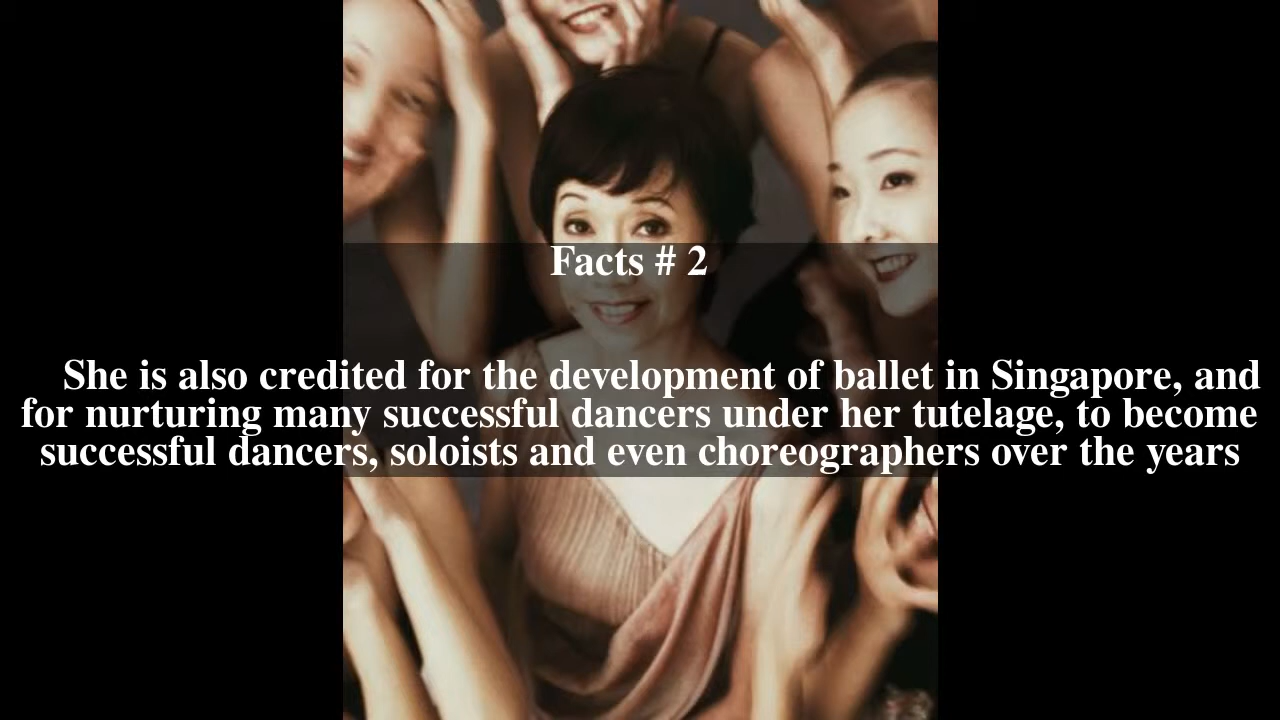 Facts # 2
She is also credited for the development of ballet in Singapore, and
for nurturing many successful dancers under her tutelage, to become
successful dancers, soloists and even choreographers over the years